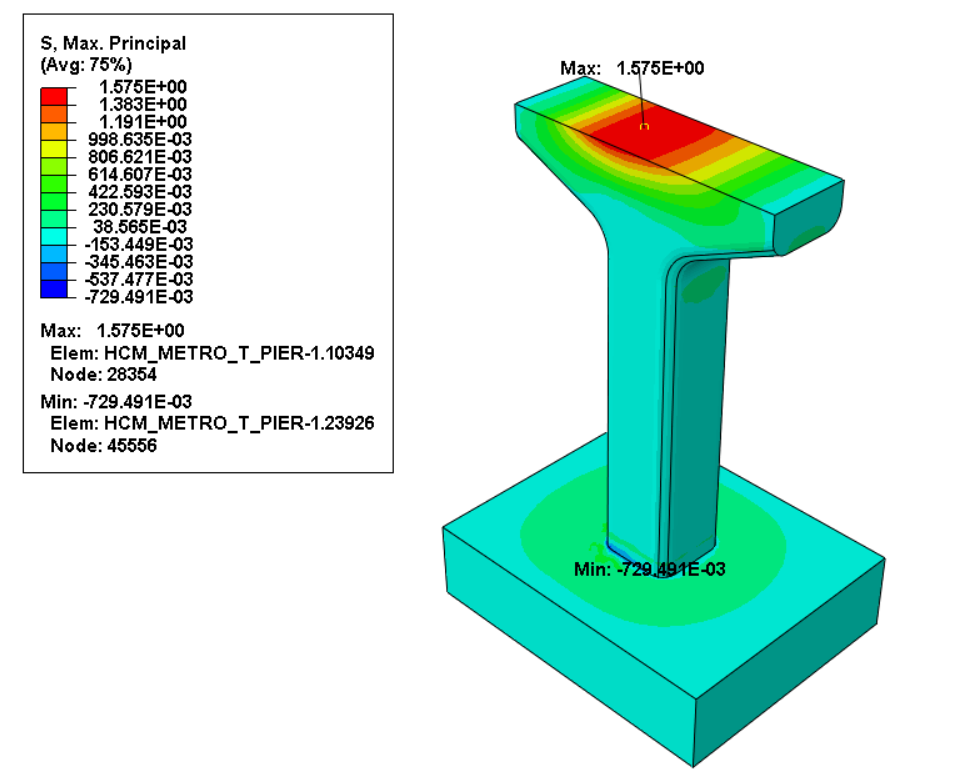 S, Max. Principal
(Avg: 75%)
1.575E+00
1.383E+00
1.191E+00
998.635E-03
806.621E-03
614.607E-03
422.593E-03
230.579E-03
38.565E-03
-153.449E-03
-345.463E-03
-537.477E-03
-729.491E-03
Max: 1.575E+00
Elem: HCM_METRO_T_PIER-1.10349
Node: 28354
Min: -729.491E-03
Elem: HCM_METRO_T_PIER-1.23926
Node: 45556
Max: 1.575E+00
Min: -729.491E-03